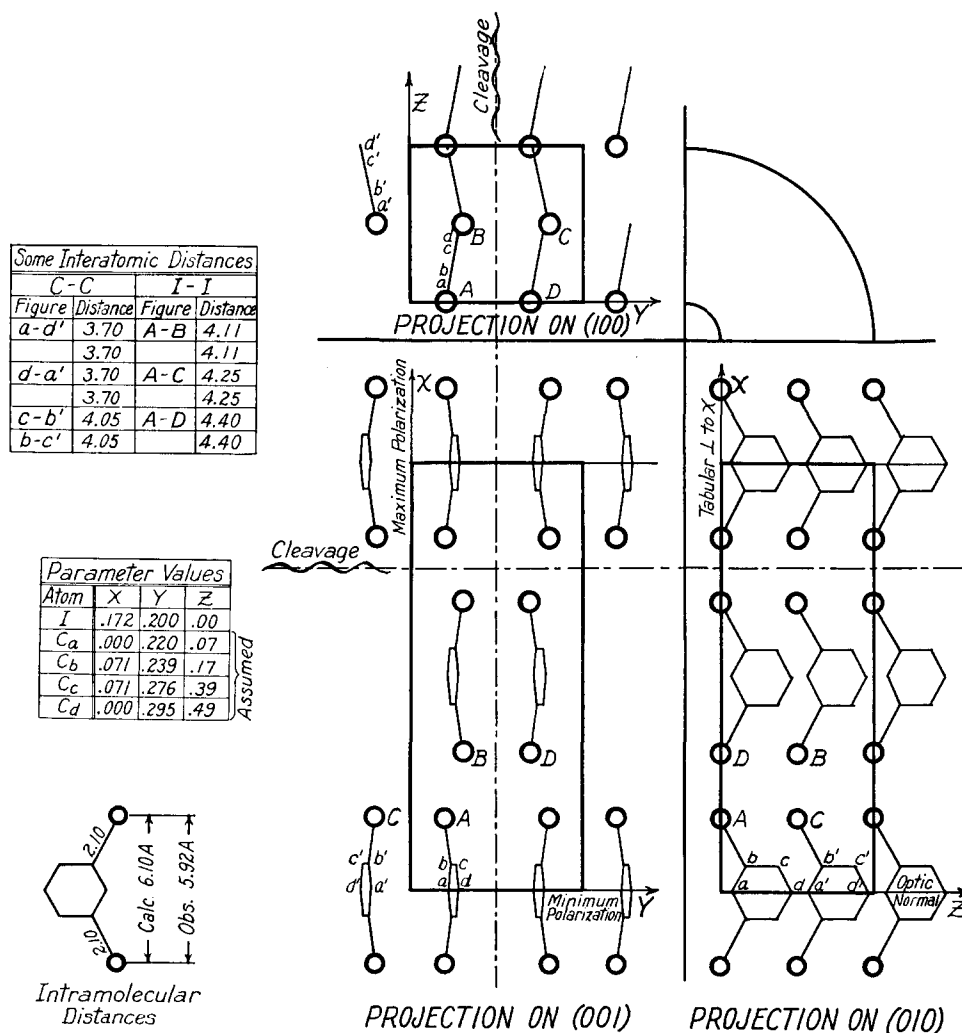 Cleavage
Z
d'
c'
b'
a'
B
d
c
b
a
A
C
D
Y
PROJECTION ON (100)
Some Interatomic Distances
C-C I-I
Figure Distance Figure Distance
a-d' 3.70 A-B 4.11
3.70 4.11
d-a' 3.70 A-C 4.25
3.70 4.25
c-b' 4.05 A-D 4.40
b-c' 4.05 4.40
Parameter Values
Atom X Y Z
I .172 .200 .00
Ca .000 .220 .07
Cb .071 .239 .17
Cc .071 .276 .39
Cd .000 .295 .49
Assumed
2.10
2.10
Calc. 6.10A
Obs. 5.92A
Intramolecular
Distances
X
Maximum Polarization
Cleavage
B D
C A
c' b' b c
d' a' a d
Minimum
Polarization
Y
PROJECTION ON (001)
X
Tabular ⊥ to X
D B
A C
b c b' c'
a d a' d'
Optic
Normal
Z
PROJECTION ON (010)